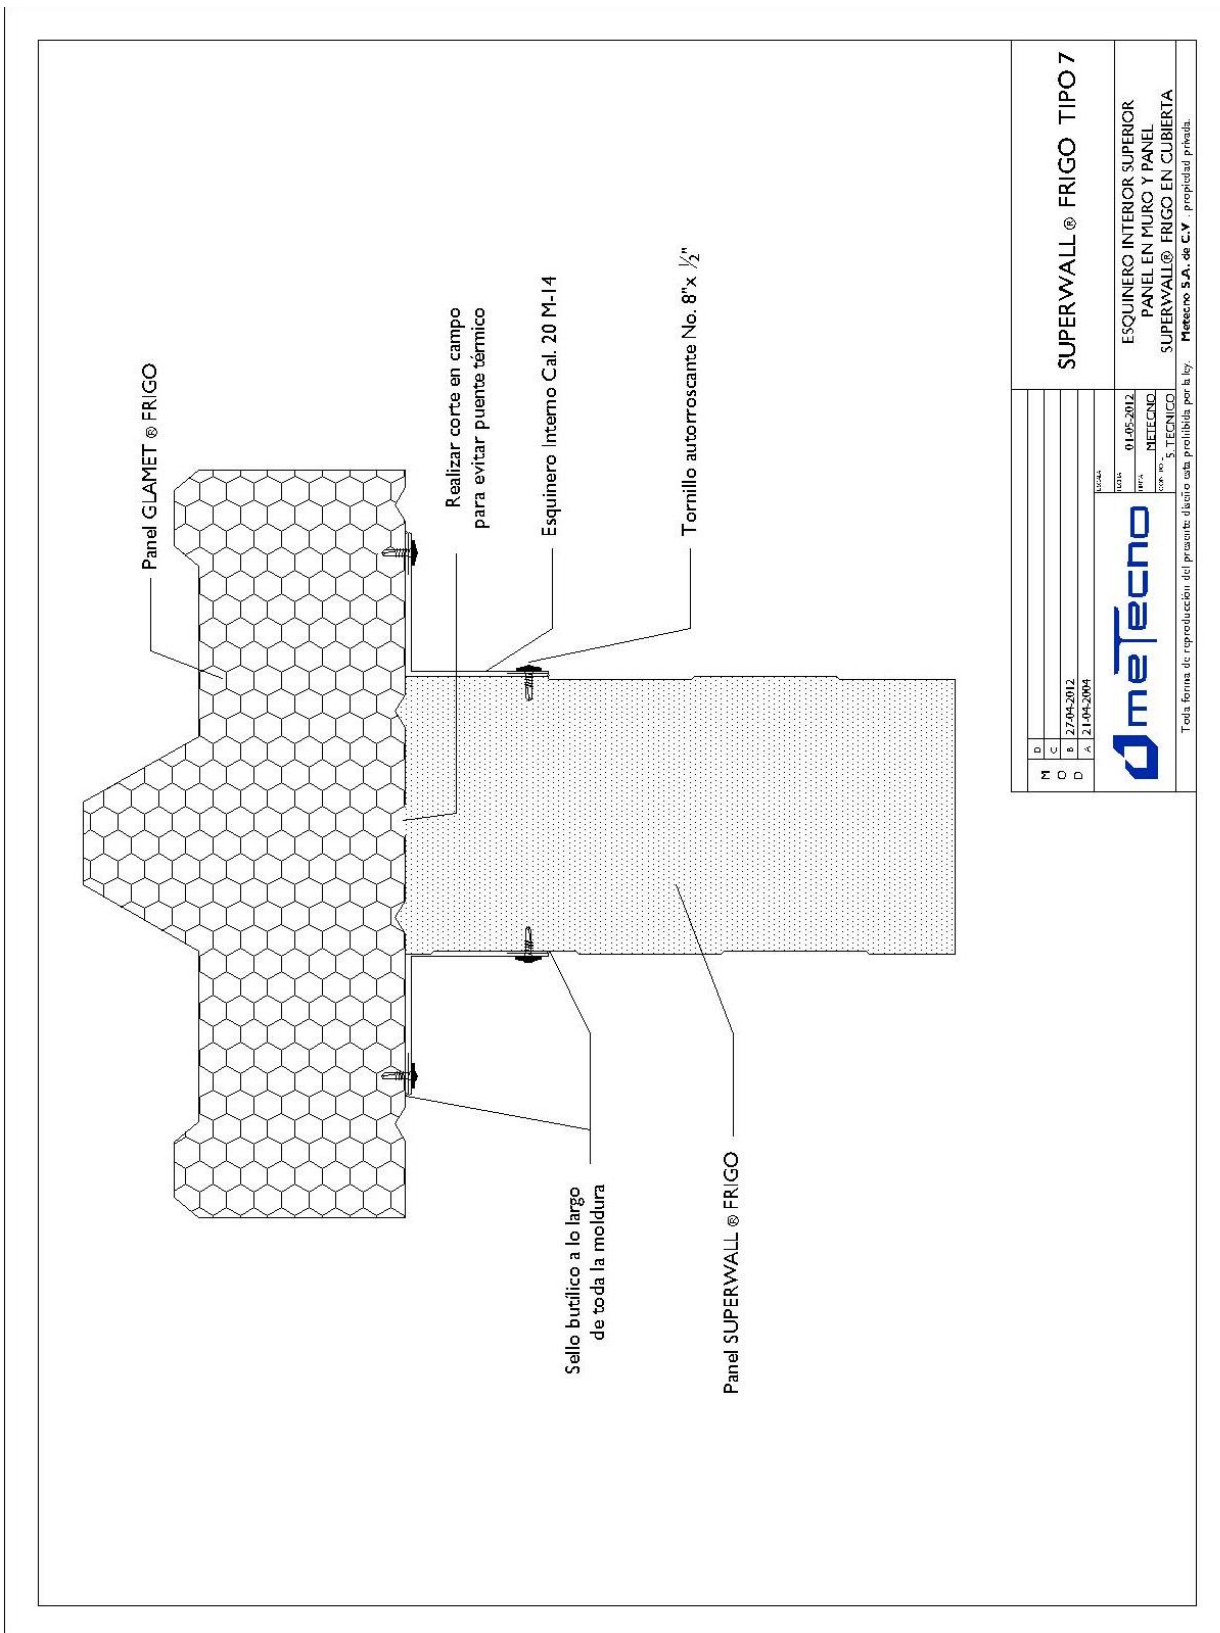 Panel GLAMET ® FRIGO
Realizar corte en campo
para evitar puente térmico
Esquinero Interno Cal. 20 M-14
Tornillo autorroscante No. 8"x ½"
Sello butílico a lo largo
de toda la moldura
Panel SUPERWALL ® FRIGO
M
O
D
D
C
B 27-04-2012
A 21-04-2004
SUPERWALL ® FRIGO TIPO 7
meTecno
ESCALA
FECHA 01-05-2012
METECNO
S. TECNICO
ESQUINERO INTERIOR SUPERIOR
PANEL EN MURO Y PANEL
SUPERWALL® FRIGO EN CUBIERTA
Toda forma de reproducción del presente diseño esta prohibida por la ley. Metecno S.A. de C.V. propiedad privada.